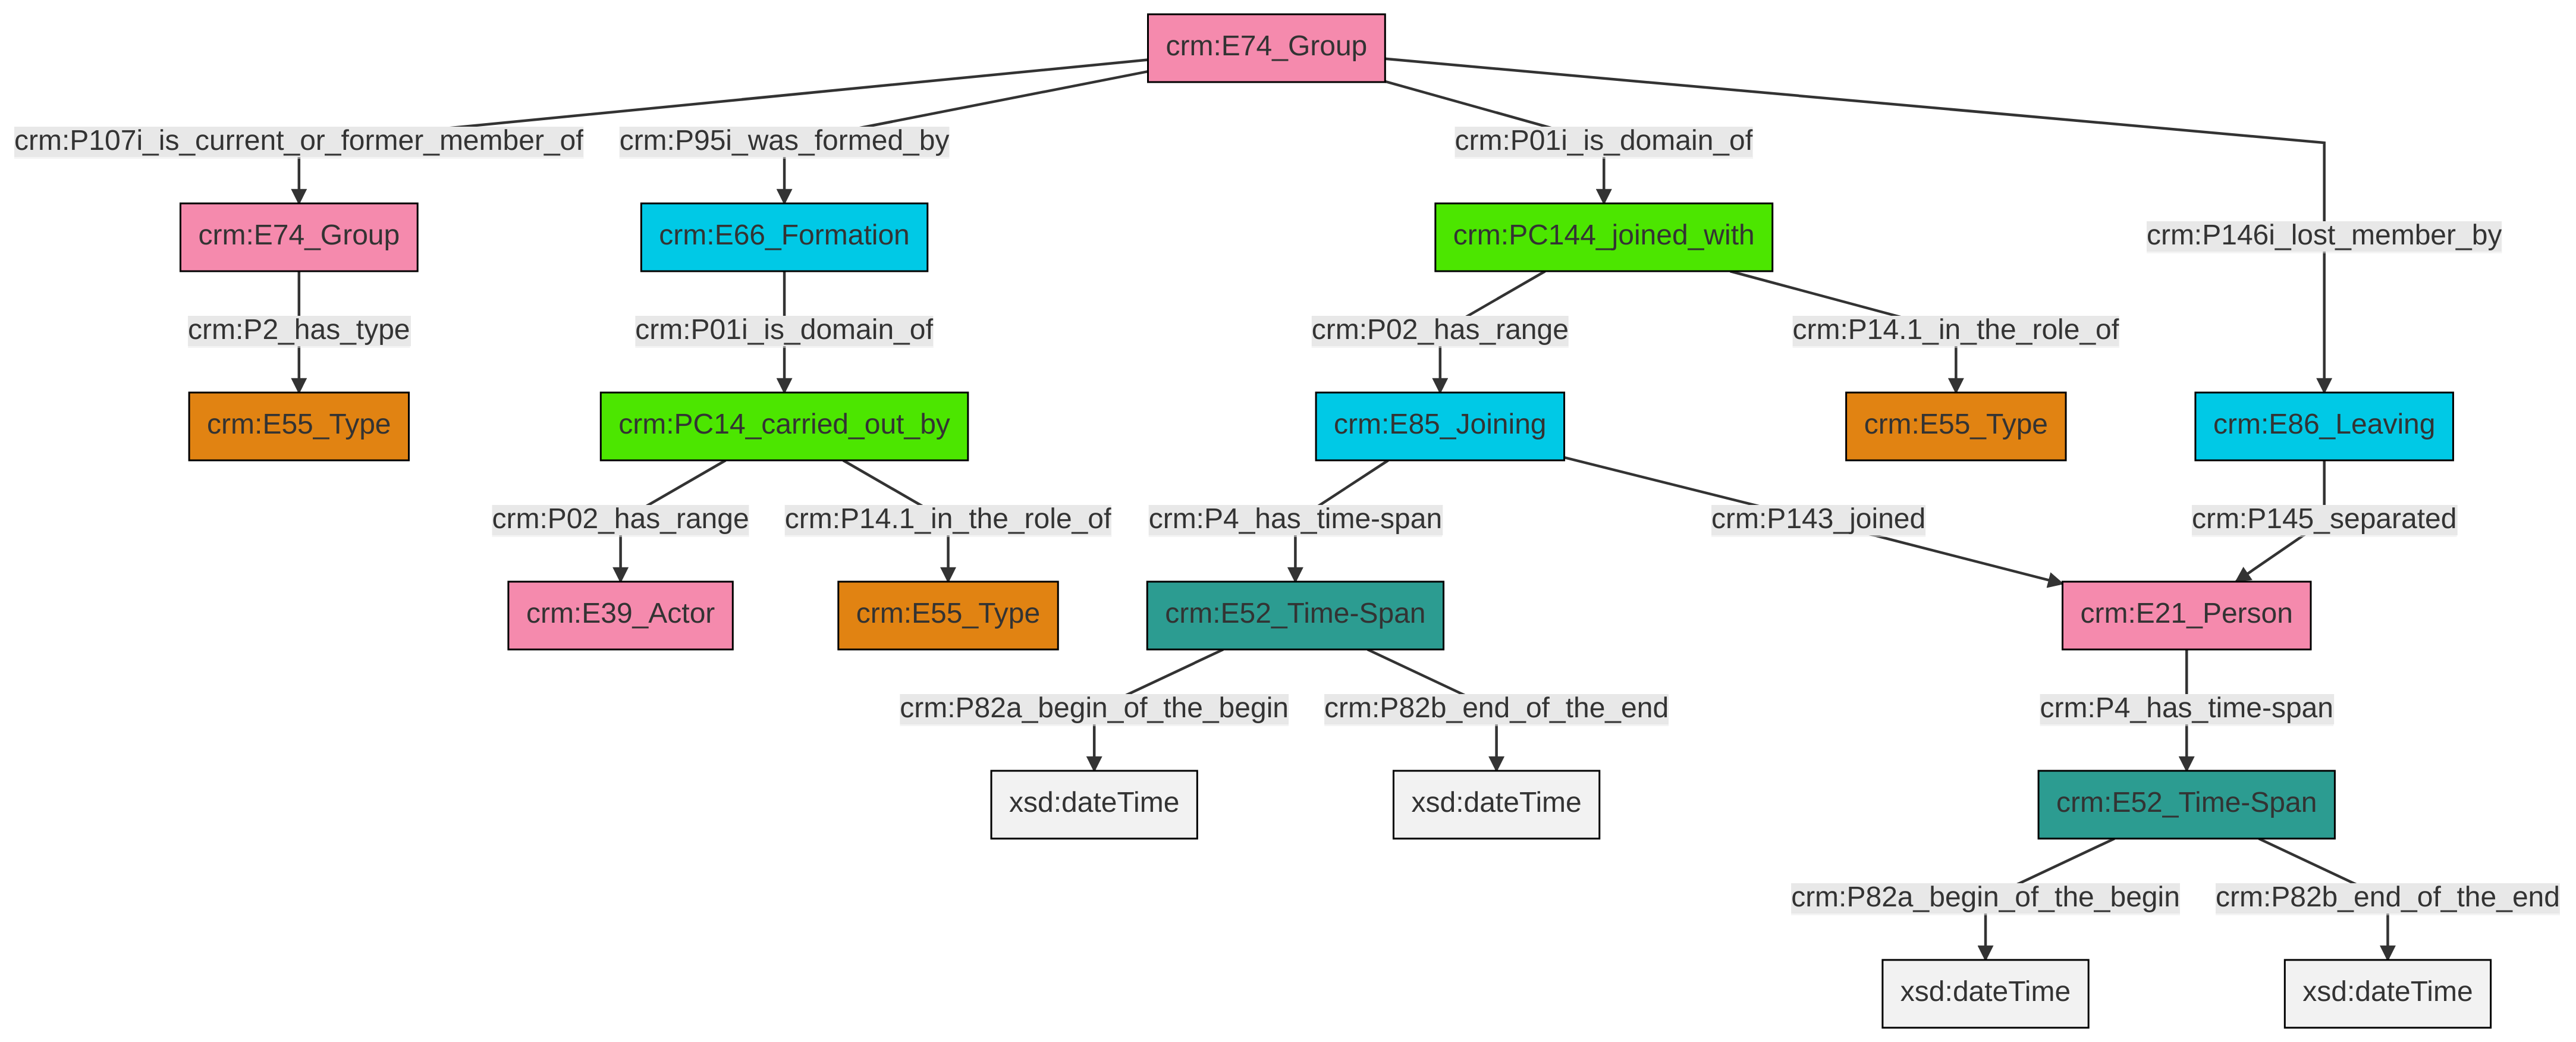 crm:E74_Group
crm:P107i_is_current_or_former_member_of
crm:P95i_was_formed_by
crm:P01i_is_domain_of
crm:E74_Group
crm:E66_Formation
crm:PC144_joined_with
crm:P146i_lost_member_by
crm:P2_has_type
crm:P01i_is_domain_of
crm:P02_has_range
crm:P14.1_in_the_role_of
crm:E55_Type
crm:PC14_carried_out_by
crm:E85_Joining
crm:E55_Type
crm:E86_Leaving
crm:P02_has_range
crm:P14.1_in_the_role_of
crm:P4_has_time-span
crm:P143_joined
crm:P145_separated
crm:E39_Actor
crm:E55_Type
crm:E52_Time-Span
crm:E21_Person
crm:P82a_begin_of_the_begin
crm:P82b_end_of_the_end
crm:P4_has_time-span
xsd:dateTime
xsd:dateTime
crm:E52_Time-Span
crm:P82a_begin_of_the_begin
crm:P82b_end_of_the_end
xsd:dateTime
xsd:dateTime